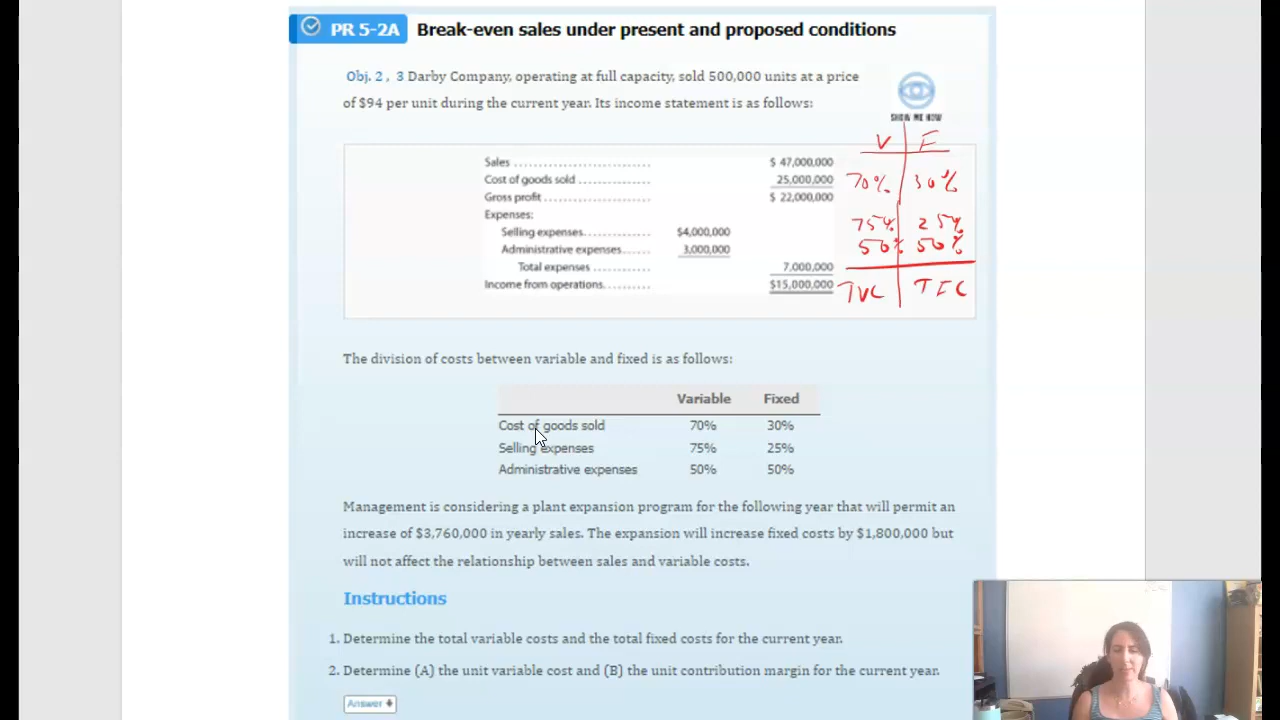 PR 5-2A Break-even sales under present and proposed conditions
Obj. 2 , 3 Darby Company, operating at full capacity, sold 500,000 units at a price
of $94 per unit during the current year. Its income statement is as follows:
SHOW ME HOW
V F
Sales ............................... $ 47,000,000
Cost of goods sold ................ 25,000,000 70% 30%
Gross profit ........................ $ 22,000,000
Expenses:
Selling expenses................ $4,000,000 75% 25%
Administrative expenses...... 3,000,000 50% 50%
Total expenses ............. 7,000,000
Income from operations.......... $15,000,000 TVC TFC
The division of costs between variable and fixed is as follows:
Variable Fixed
Cost of goods sold 70% 30%
Selling expenses 75% 25%
Administrative expenses 50% 50%
Management is considering a plant expansion program for the following year that will permit an
increase of $3,760,000 in yearly sales. The expansion will increase fixed costs by $1,800,000 but
will not affect the relationship between sales and variable costs.
Instructions
1. Determine the total variable costs and the total fixed costs for the current year.
2. Determine (A) the unit variable cost and (B) the unit contribution margin for the current year.
Answer